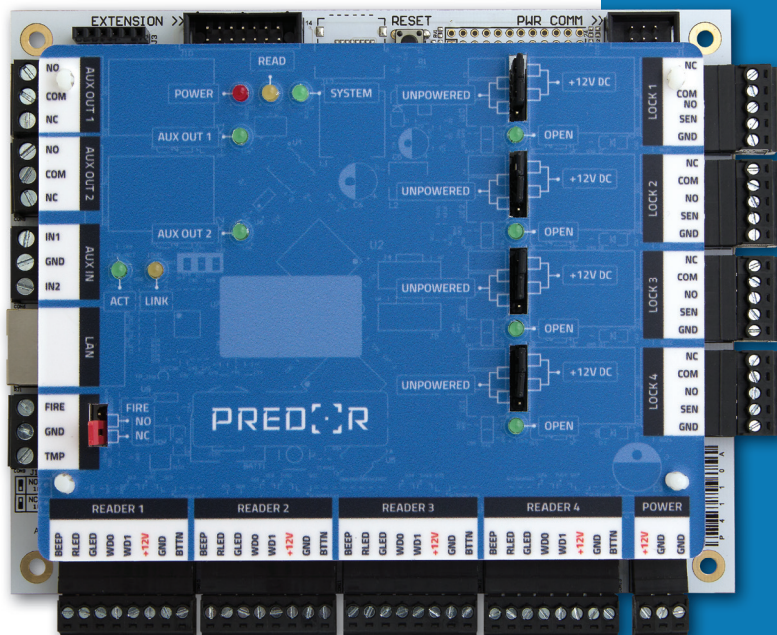 EXTENSION >> RESET PWR COMM >>
NO
COM
NC
AUX OUT 1
NO
COM
NC
AUX OUT 2
IN1
GND
IN2
AUX IN
LAN
FIRE
GND
TMP
FIRE
NO
NC
READ
POWER
SYSTEM
AUX OUT 1
AUX OUT 2
ACT
LINK
UNPOWERED
+12V DC
OPEN
UNPOWERED
+12V DC
OPEN
UNPOWERED
+12V DC
OPEN
UNPOWERED
+12V DC
OPEN
LOCK 1
NC
COM
NO
SEN
GND
LOCK 2
NC
COM
NO
SEN
GND
LOCK 3
NC
COM
NO
SEN
GND
LOCK 4
NC
COM
NO
SEN
GND
U2
PREDOR
READER 1
BEEP
RLED
GLED
WD0
WD1
+12V
GND
BTTN
READER 2
BEEP
RLED
GLED
WD0
WD1
+12V
GND
BTTN
READER 3
BEEP
RLED
GLED
WD0
WD1
+12V
GND
BTTN
READER 4
BEEP
RLED
GLED
WD0
WD1
+12V
GND
BTTN
POWER
+12V
GND
GND